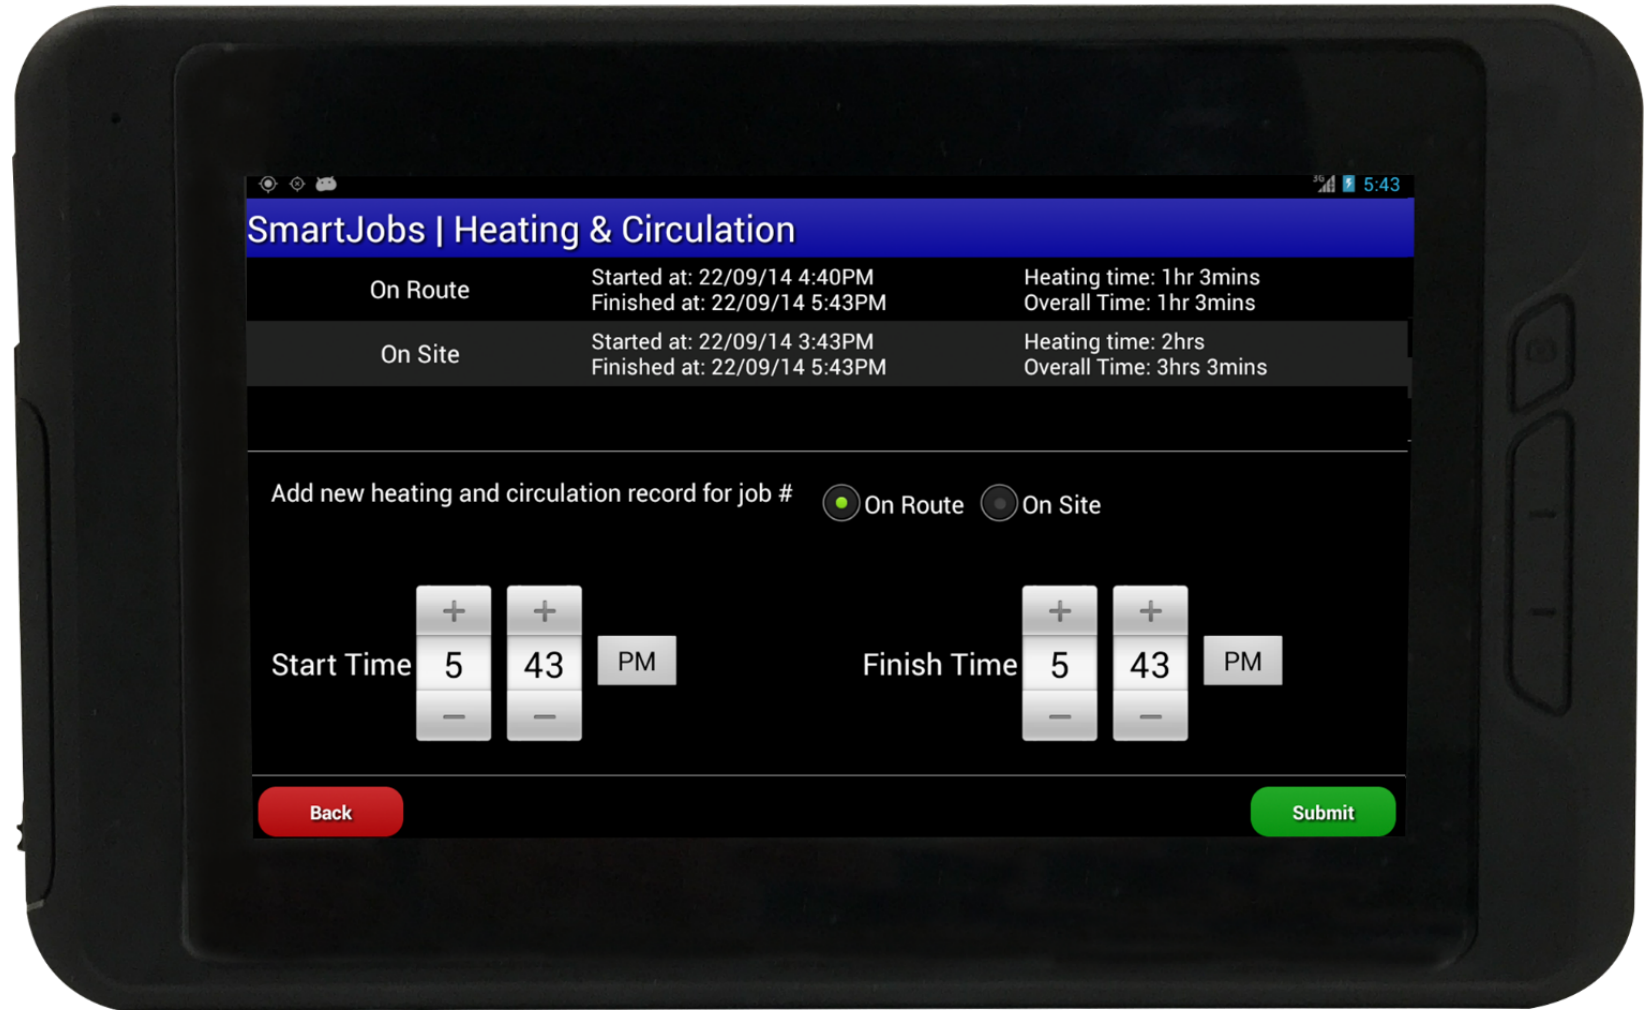 3G 5:43
SmartJobs | Heating & Circulation
On Route
Started at: 22/09/14 4:40PM
Finished at: 22/09/14 5:43PM
Heating time: 1hr 3mins
Overall Time: 1hr 3mins
On Site
Started at: 22/09/14 3:43PM
Finished at: 22/09/14 5:43PM
Heating time: 2hrs
Overall Time: 3hrs 3mins
Add new heating and circulation record for job #
On Route
On Site
+ +
Start Time 5 43 PM
− −
+ +
Finish Time 5 43 PM
− −
Back
Submit